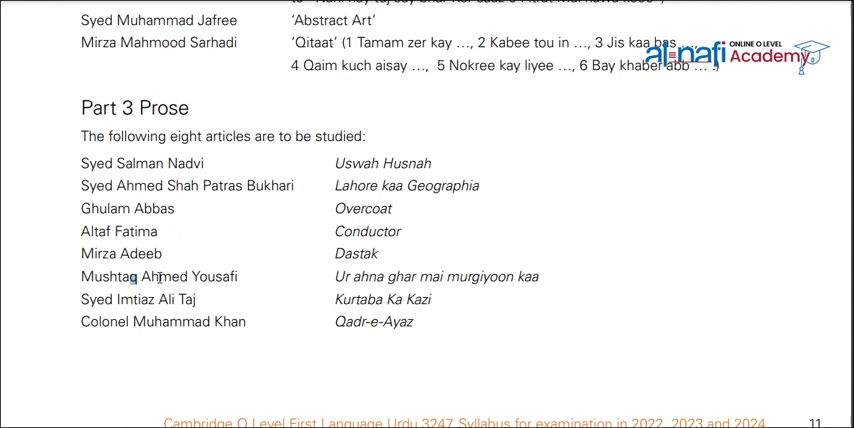 Syed Muhammad Jafree ‘Abstract Art’
Mirza Mahmood Sarhadi ‘Qitaat’ (1 Tamam zer kay …, 2 Kabee tou in …, 3 Jis kaa bas …,
4 Qaim kuch aisay …, 5 Nokree kay liyee …, 6 Bay khaber abb … .)
al-nafi ONLINE O LEVEL
Academy
Part 3 Prose
The following eight articles are to be studied:
Syed Salman Nadvi Uswah Husnah
Syed Ahmed Shah Patras Bukhari Lahore kaa Geographia
Ghulam Abbas Overcoat
Altaf Fatima Conductor
Mirza Adeeb Dastak
Mushtaq Ahmed Yousafi Ur ahna ghar mai murgiyoon kaa
Syed Imtiaz Ali Taj Kurtaba Ka Kazi
Colonel Muhammad Khan Qadr-e-Ayaz
Cambridge O Level First Language Urdu 3247 Syllabus for examination in 2022, 2023 and 2024 11